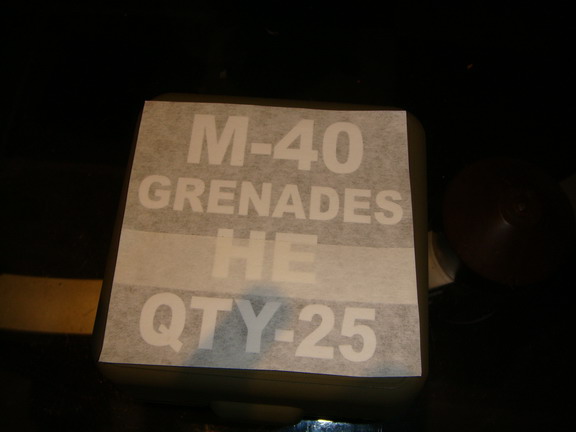 M-40
GRENADES
HE
QTY-25